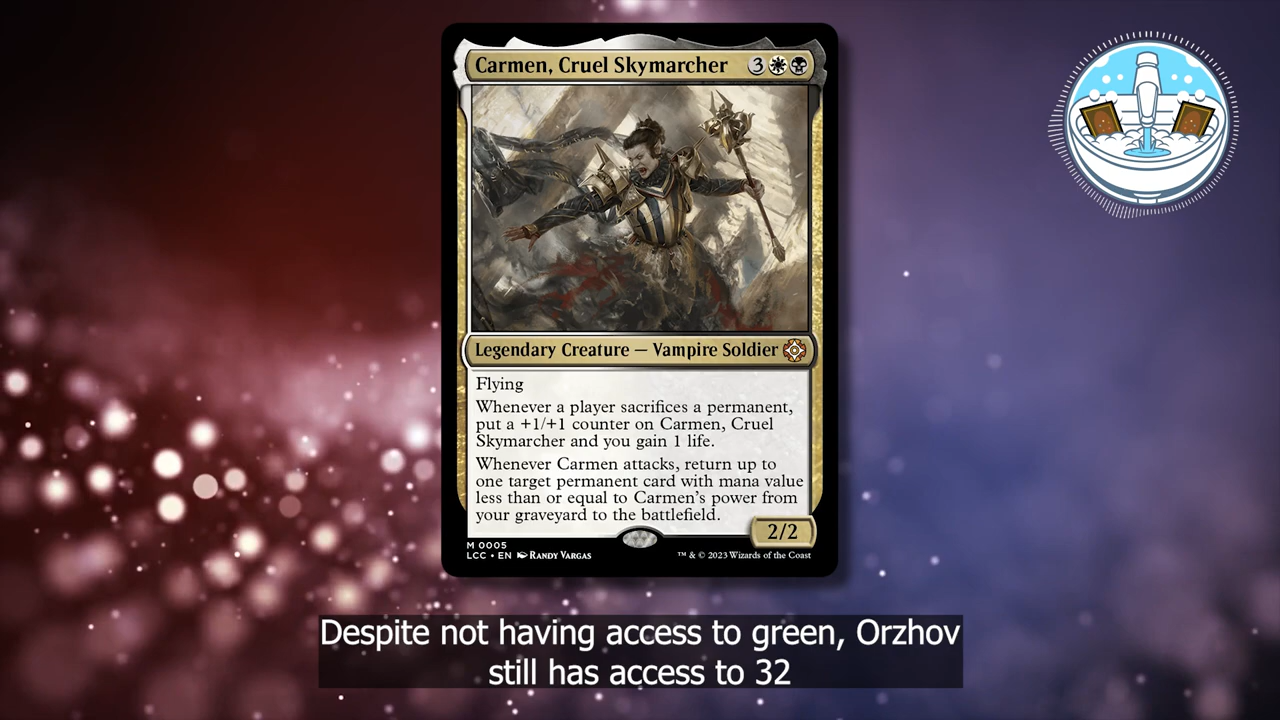 Carmen, Cruel Skymarcher 3
Legendary Creature — Vampire Soldier
Flying
Whenever a player sacrifices a permanent,
put a +1/+1 counter on Carmen, Cruel
Skymarcher and you gain 1 life.
Whenever Carmen attacks, return up to
one target permanent card with mana value
less than or equal to Carmen's power from
your graveyard to the battlefield.
2/2
M 0005
LCC • EN Randy Vargas
™ & © 2023 Wizards of the Coast
Despite not having access to green, Orzhov
still has access to 32